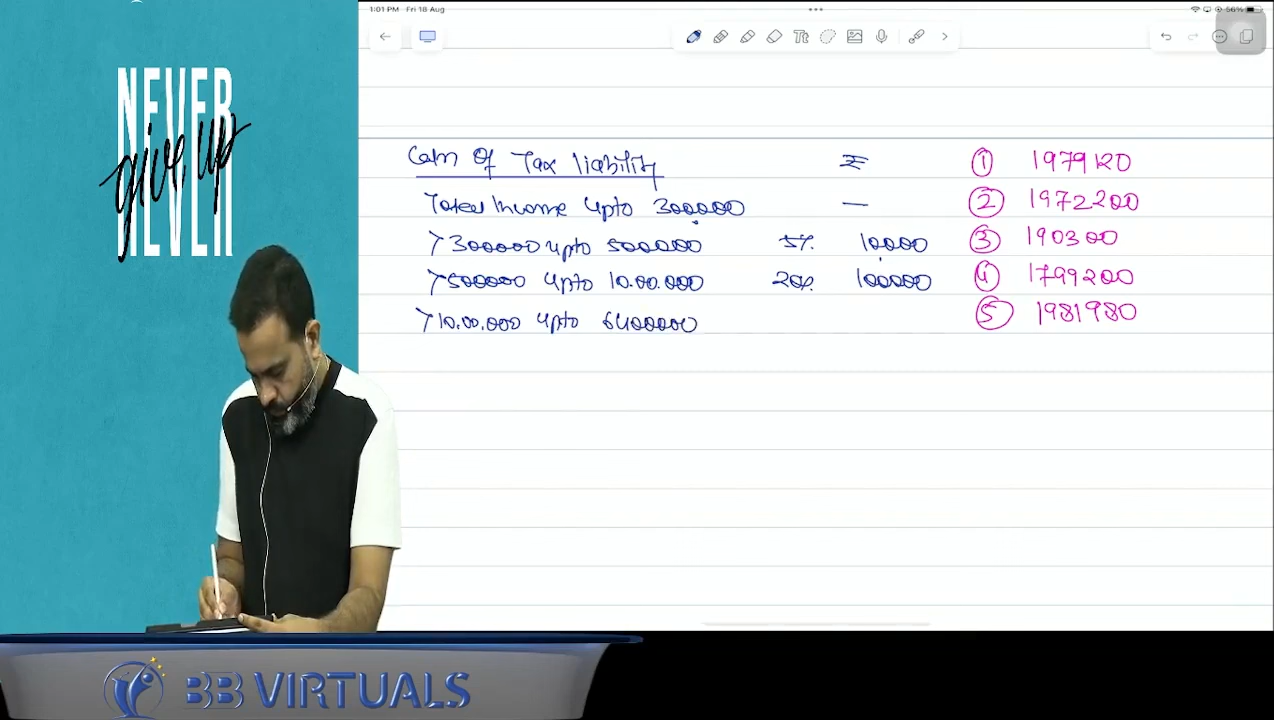 1:01 PM Fri 18 Aug
56%
NEVER
give up
NEVER
Caln Of Tax liability ₹
Total Income upto 300000 —
>300000 upto 500000 5% 10000
>500000 upto 10.00.000 20% 100000
>10.00.000 upto 6400000
① 1979120
② 1972200
③ 190300
④ 1799200
⑤ 1981980
BB VIRTUALS